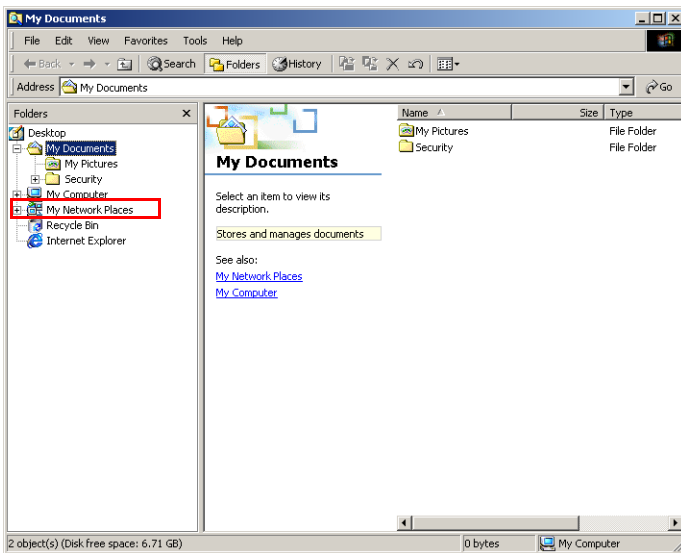 My Documents
File Edit View Favorites Tools Help
Back Search Folders History
Address My Documents Go
Folders
Desktop
My Documents
My Pictures
Security
My Computer
My Network Places
Recycle Bin
Internet Explorer
My Documents
Select an item to view its
description.
Stores and manages documents
See also:
My Network Places
My Computer
Name Size Type
My Pictures File Folder
Security File Folder
2 object(s) (Disk free space: 6.71 GB) 0 bytes My Computer